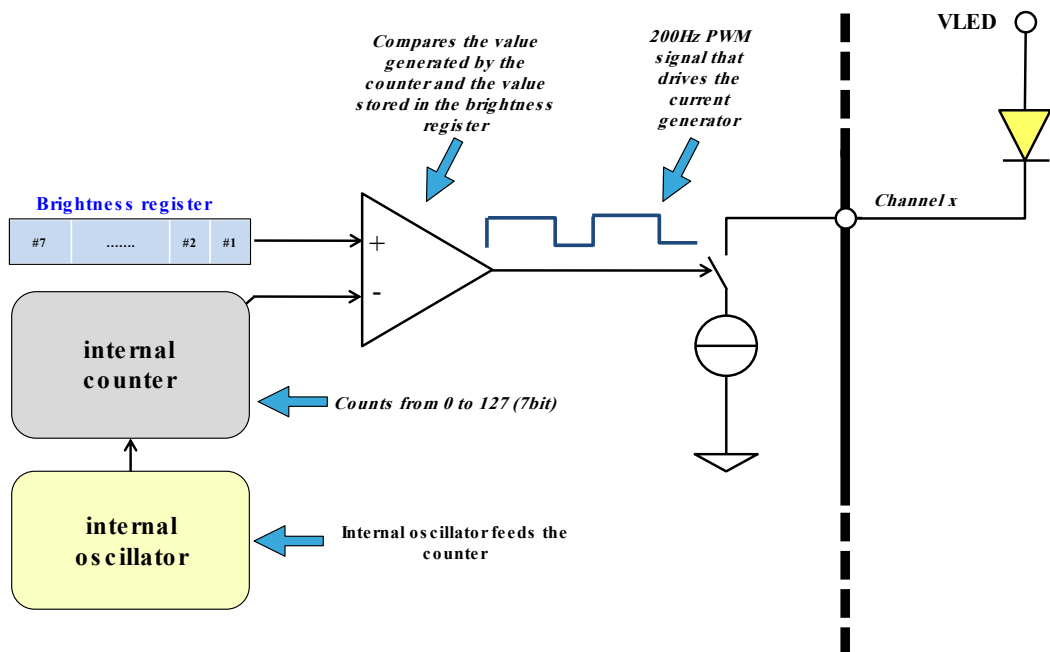 Compares the value
generated by the
counter and the value
stored in the brightness
register
200Hz PWM
signal that
drives the
current
generator
VLED
Brightness register
#7 ....... #2 #1
Channel x
+
-
internal
counter
Counts from 0 to 127 (7bit)
internal
oscillator
Internal oscillator feeds the
counter